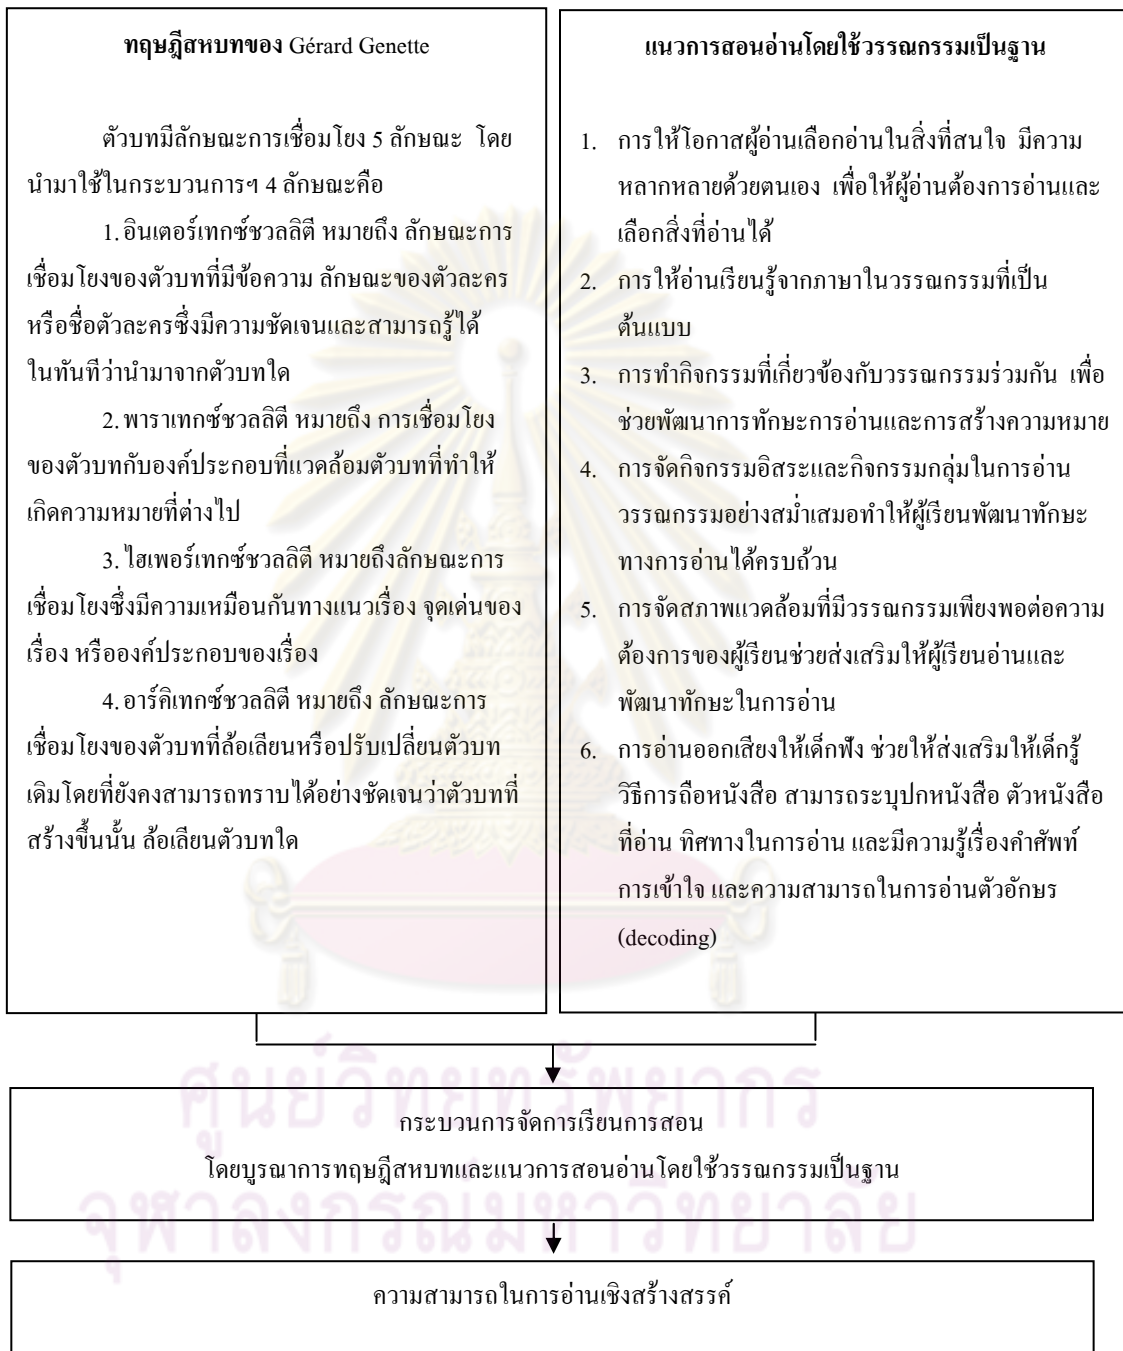 ทฤษฎีสหบทของ Gérard Genette
ตัวบทมีลักษณะการเชื่อมโยง 5 ลักษณะ โดย
นำมาใช้ในกระบวนการฯ 4 ลักษณะคือ
1. อินเตอร์เทกซ์ชวลลิตี หมายถึง ลักษณะการ
เชื่อมโยงของตัวบทที่มีข้อความ ลักษณะของตัวละคร
หรือชื่อตัวละครซึ่งมีความชัดเจนและสามารถรู้ได้
ในทันทีว่านำมาจากตัวบทใด
2. พาราเทกซ์ชวลลิตี หมายถึง การเชื่อมโยง
ของตัวบทกับองค์ประกอบที่แวดล้อมตัวบทที่ทำให้
เกิดความหมายที่ต่างไป
3. ไฮเพอร์เทกซ์ชวลลิตี หมายถึงลักษณะการ
เชื่อมโยงซึ่งมีความเหมือนกันทางแนวเรื่อง จุดเด่นของ
เรื่อง หรือองค์ประกอบของเรื่อง
4. อาร์คิเทกซ์ชวลลิตี หมายถึง ลักษณะการ
เชื่อมโยงของตัวบทที่ล้อเลียนหรือปรับเปลี่ยนตัวบท
เดิมโดยที่ยังคงสามารถทราบได้อย่างชัดเจนว่าตัวบทที่
สร้างขึ้นนั้น ล้อเลียนตัวบทใด
แนวการสอนอ่านโดยใช้วรรณกรรมเป็นฐาน
1. การให้โอกาสผู้อ่านเลือกอ่านในสิ่งที่สนใจ มีความ
หลากหลายด้วยตนเอง เพื่อให้ผู้อ่านต้องการอ่านและ
เลือกสิ่งที่อ่านได้
2. การให้อ่านเรียนรู้จากภาษาในวรรณกรรมที่เป็น
ต้นแบบ
3. การทำกิจกรรมที่เกี่ยวข้องกับวรรณกรรมร่วมกัน เพื่อ
ช่วยพัฒนาการทักษะการอ่านและการสร้างความหมาย
4. การจัดกิจกรรมอิสระและกิจกรรมกลุ่มในการอ่าน
วรรณกรรมอย่างสม่ำเสมอทำให้ผู้เรียนพัฒนาทักษะ
ทางการอ่านได้ครบถ้วน
5. การจัดสภาพแวดล้อมที่มีวรรณกรรมเพียงพอต่อความ
ต้องการของผู้เรียนช่วยส่งเสริมให้ผู้เรียนอ่านและ
พัฒนาทักษะในการอ่าน
6. การอ่านออกเสียงให้เด็กฟัง ช่วยให้ส่งเสริมให้เด็กรู้
วิธีการถือหนังสือ สามารถระบุปกหนังสือ ตัวหนังสือ
ที่อ่าน ทิศทางในการอ่าน และมีความรู้เรื่องคำศัพท์
การเข้าใจ และความสามารถในการอ่านตัวอักษร
(decoding)
ศูนย์วิทยทรัพยากร
กระบวนการจัดการเรียนการสอน
โดยบูรณาการทฤษฎีสหบทและแนวการสอนอ่านโดยใช้วรรณกรรมเป็นฐาน
จุฬาลงกรณ์มหาวิทยาลัย
ความสามารถในการอ่านเชิงสร้างสรรค์